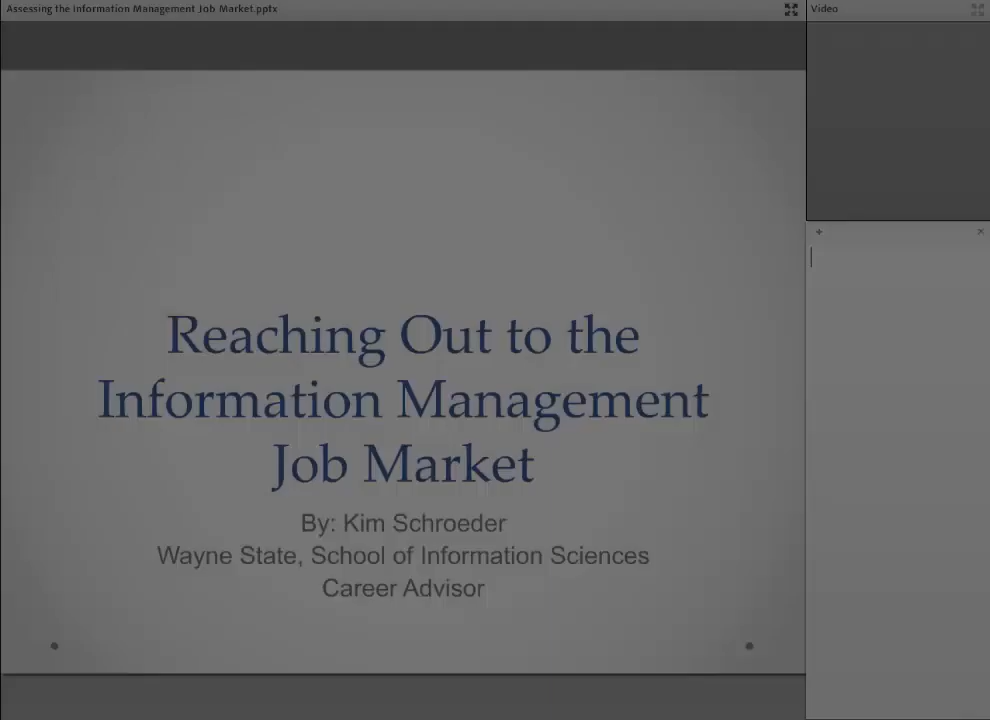 Assessing the Information Management Job Market.pptx
Video
Reaching Out to the
Information Management
Job Market
By: Kim Schroeder
Wayne State, School of Information Sciences
Career Advisor